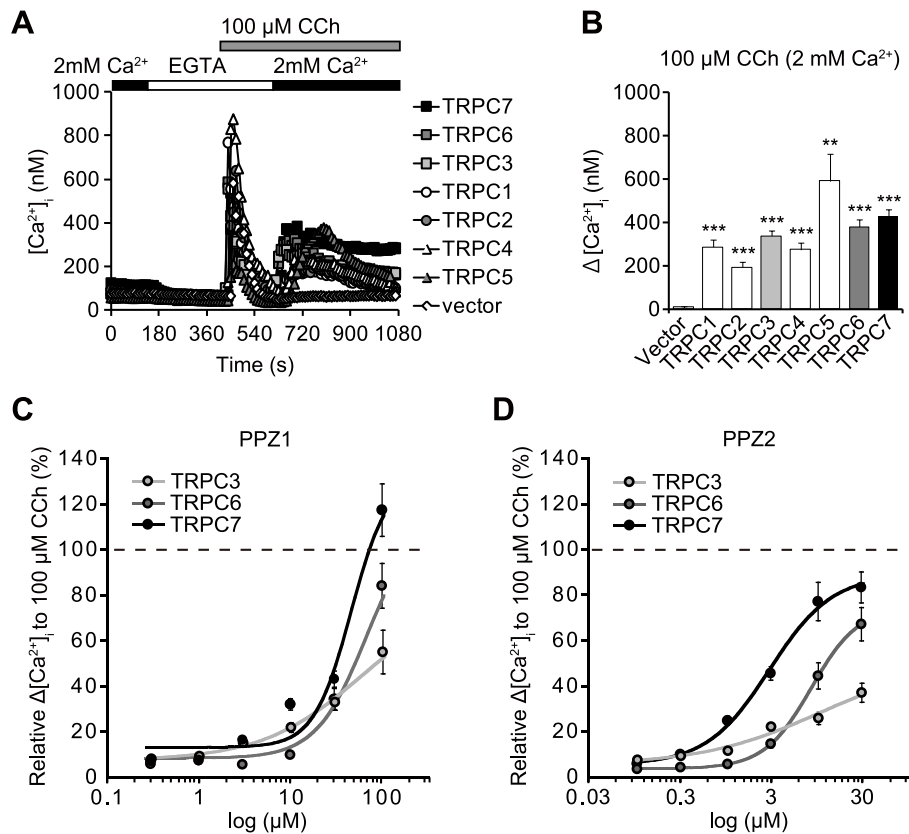 A
100 µM CCh
2mM Ca²⁺ EGTA 2mM Ca²⁺
[Ca²⁺]ᵢ (nM)
1000
800
600
400
200
0
0 180 360 540 720 900 1080
Time (s)
TRPC7
TRPC6
TRPC3
TRPC1
TRPC2
TRPC4
TRPC5
vector
B
100 µM CCh (2 mM Ca²⁺)
Δ [Ca²⁺]ᵢ (nM)
1000
800
600
400
200
0
*** *** *** *** ** *** ***
Vector TRPC1 TRPC2 TRPC3 TRPC4 TRPC5 TRPC6 TRPC7
C
PPZ1
Relative Δ[Ca²⁺]ᵢ to 100 µM CCh (%)
140
120
100
80
60
40
20
0
TRPC3
TRPC6
TRPC7
0.1 1 10 100
log (µM)
D
PPZ2
Relative Δ[Ca²⁺]ᵢ to 100 µM CCh (%)
140
120
100
80
60
40
20
0
TRPC3
TRPC6
TRPC7
0.03 0.3 3 30
log (µM)